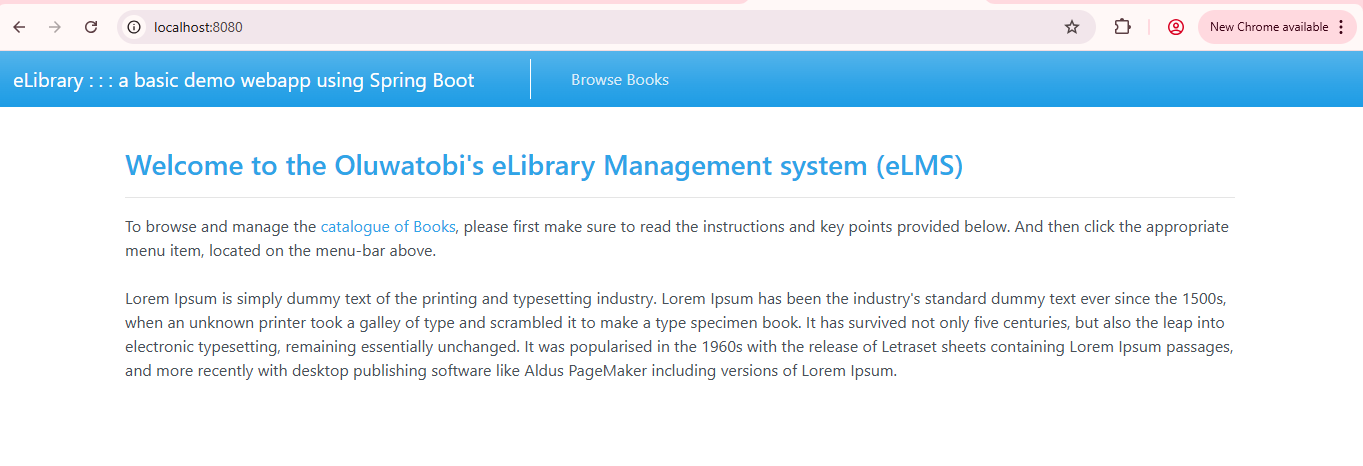 localhost:8080
New Chrome available
eLibrary : : : a basic demo webapp using Spring Boot
Browse Books
Welcome to the Oluwatobi's eLibrary Management system (eLMS)
To browse and manage the catalogue of Books, please first make sure to read the instructions and key points provided below. And then click the appropriate
menu item, located on the menu-bar above.
Lorem Ipsum is simply dummy text of the printing and typesetting industry. Lorem Ipsum has been the industry's standard dummy text ever since the 1500s,
when an unknown printer took a galley of type and scrambled it to make a type specimen book. It has survived not only five centuries, but also the leap into
electronic typesetting, remaining essentially unchanged. It was popularised in the 1960s with the release of Letraset sheets containing Lorem Ipsum passages,
and more recently with desktop publishing software like Aldus PageMaker including versions of Lorem Ipsum.